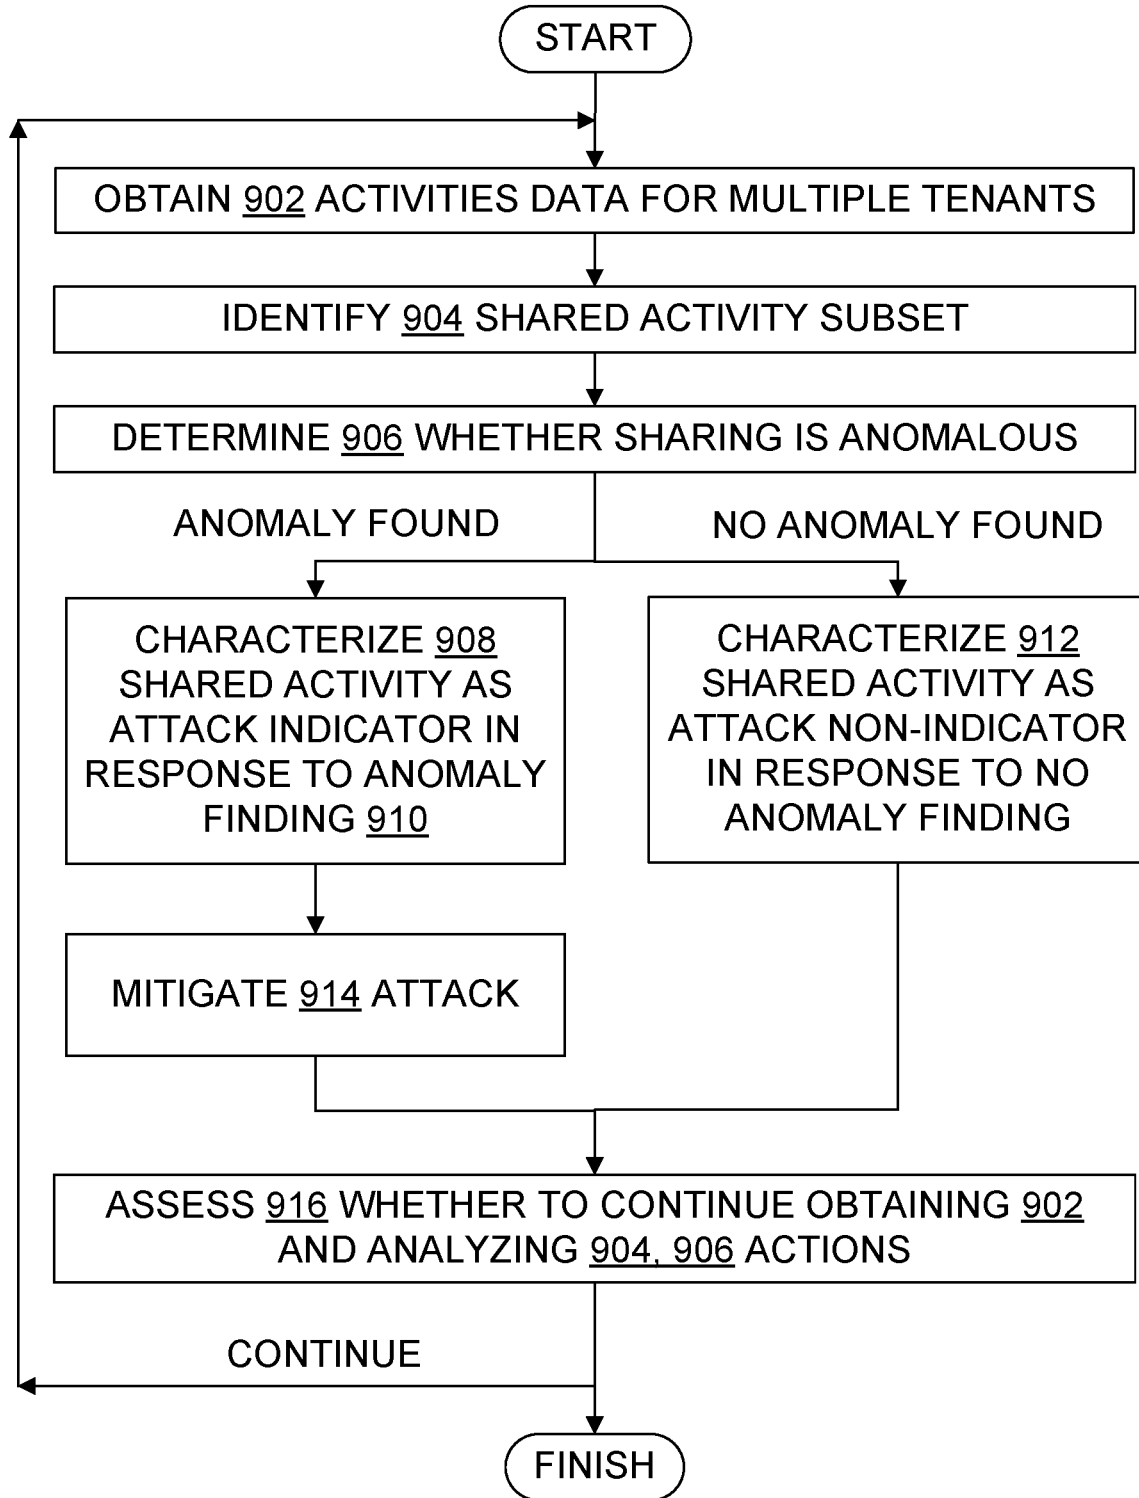 START
OBTAIN 902 ACTIVITIES DATA FOR MULTIPLE TENANTS
IDENTIFY 904 SHARED ACTIVITY SUBSET
DETERMINE 906 WHETHER SHARING IS ANOMALOUS
ANOMALY FOUND
NO ANOMALY FOUND
CHARACTERIZE 908
SHARED ACTIVITY AS
ATTACK INDICATOR IN
RESPONSE TO ANOMALY
FINDING 910
CHARACTERIZE 912
SHARED ACTIVITY AS
ATTACK NON-INDICATOR
IN RESPONSE TO NO
ANOMALY FINDING
MITIGATE 914 ATTACK
ASSESS 916 WHETHER TO CONTINUE OBTAINING 902
AND ANALYZING 904, 906 ACTIONS
CONTINUE
FINISH